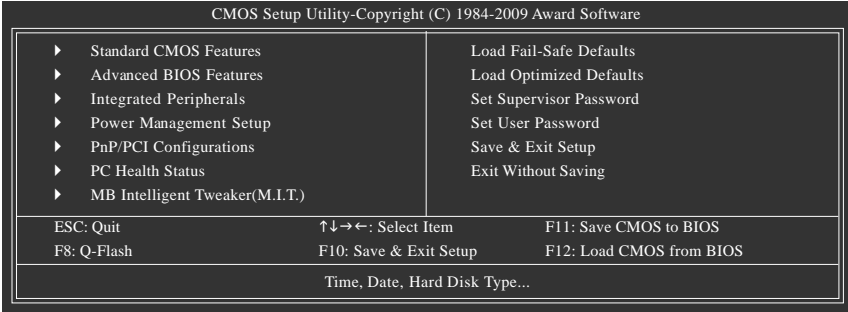 CMOS Setup Utility-Copyright (C) 1984-2009 Award Software
Standard CMOS Features
Advanced BIOS Features
Integrated Peripherals
Power Management Setup
PnP/PCI Configurations
PC Health Status
MB Intelligent Tweaker(M.I.T.)
Load Fail-Safe Defaults
Load Optimized Defaults
Set Supervisor Password
Set User Password
Save & Exit Setup
Exit Without Saving
ESC: Quit ↑↓→←: Select Item F11: Save CMOS to BIOS
F8: Q-Flash F10: Save & Exit Setup F12: Load CMOS from BIOS
Time, Date, Hard Disk Type...